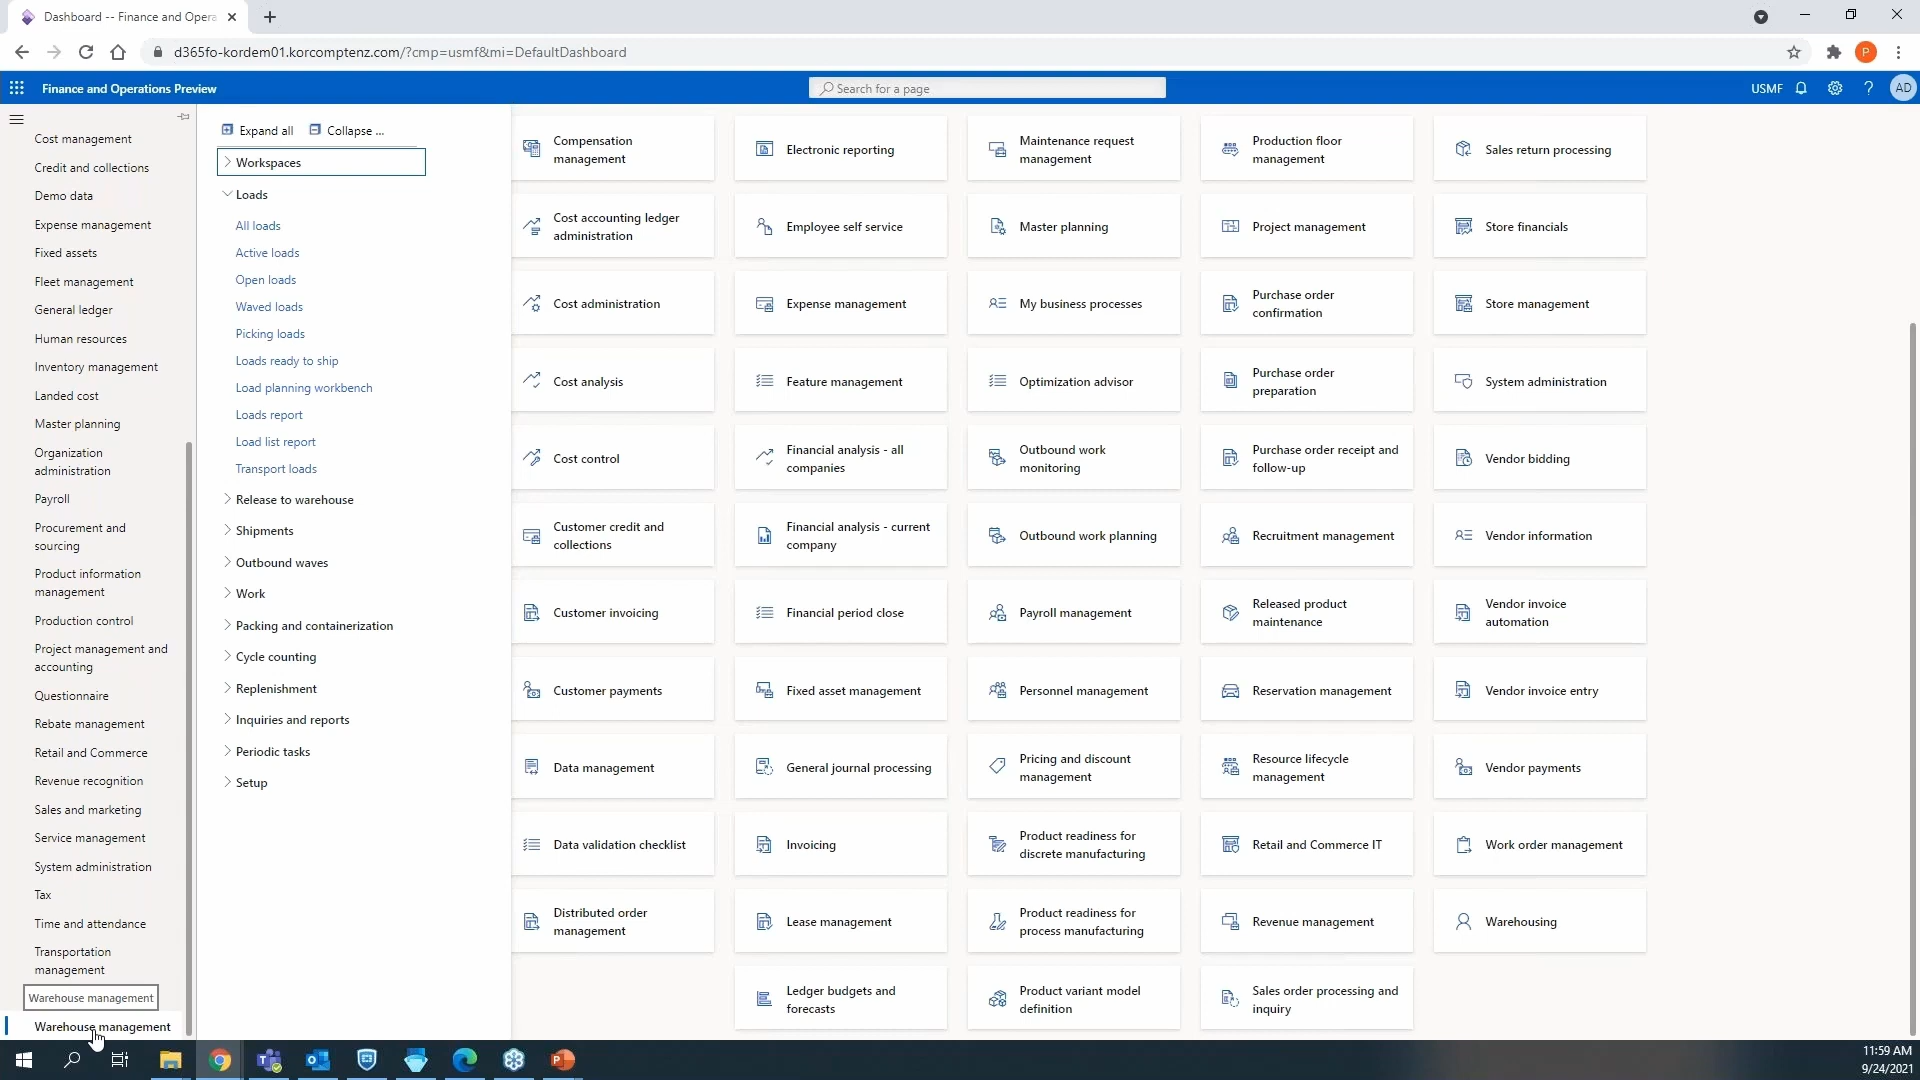 Dashboard -- Finance and Opera
d365fo-kordem01.korcomptenz.com/?cmp=usmf&mi=DefaultDashboard
P
Finance and Operations Preview
Search for a page
USMF
?
AD
Cost management
Credit and collections
Demo data
Expense management
Fixed assets
Fleet management
General ledger
Human resources
Inventory management
Landed cost
Master planning
Organization
administration
Payroll
Procurement and
sourcing
Product information
management
Production control
Project management and
accounting
Questionnaire
Rebate management
Retail and Commerce
Revenue recognition
Sales and marketing
Service management
System administration
Tax
Time and attendance
Transportation
management
Warehouse management
Warehouse management
Expand all
Collapse ...
Workspaces
Loads
All loads
Active loads
Open loads
Waved loads
Picking loads
Loads ready to ship
Load planning workbench
Loads report
Load list report
Transport loads
Release to warehouse
Shipments
Outbound waves
Work
Packing and containerization
Cycle counting
Replenishment
Inquiries and reports
Periodic tasks
Setup
Compensation
management
Cost accounting ledger
administration
Cost administration
Cost analysis
Cost control
Customer credit and
collections
Customer invoicing
Customer payments
Data management
Data validation checklist
Distributed order
management
Electronic reporting
Employee self service
Expense management
Feature management
Financial analysis - all
companies
Financial analysis - current
company
Financial period close
Fixed asset management
General journal processing
Invoicing
Lease management
Ledger budgets and
forecasts
Maintenance request
management
Master planning
My business processes
Optimization advisor
Outbound work
monitoring
Outbound work planning
Payroll management
Personnel management
Pricing and discount
management
Product readiness for
discrete manufacturing
Product readiness for
process manufacturing
Product variant model
definition
Production floor
management
Project management
Purchase order
confirmation
Purchase order
preparation
Purchase order receipt and
follow-up
Recruitment management
Released product
maintenance
Reservation management
Resource lifecycle
management
Retail and Commerce IT
Revenue management
Sales order processing and
inquiry
Sales return processing
Store financials
Store management
System administration
Vendor bidding
Vendor information
Vendor invoice
automation
Vendor invoice entry
Vendor payments
Work order management
Warehousing
11:59 AM
9/24/2021